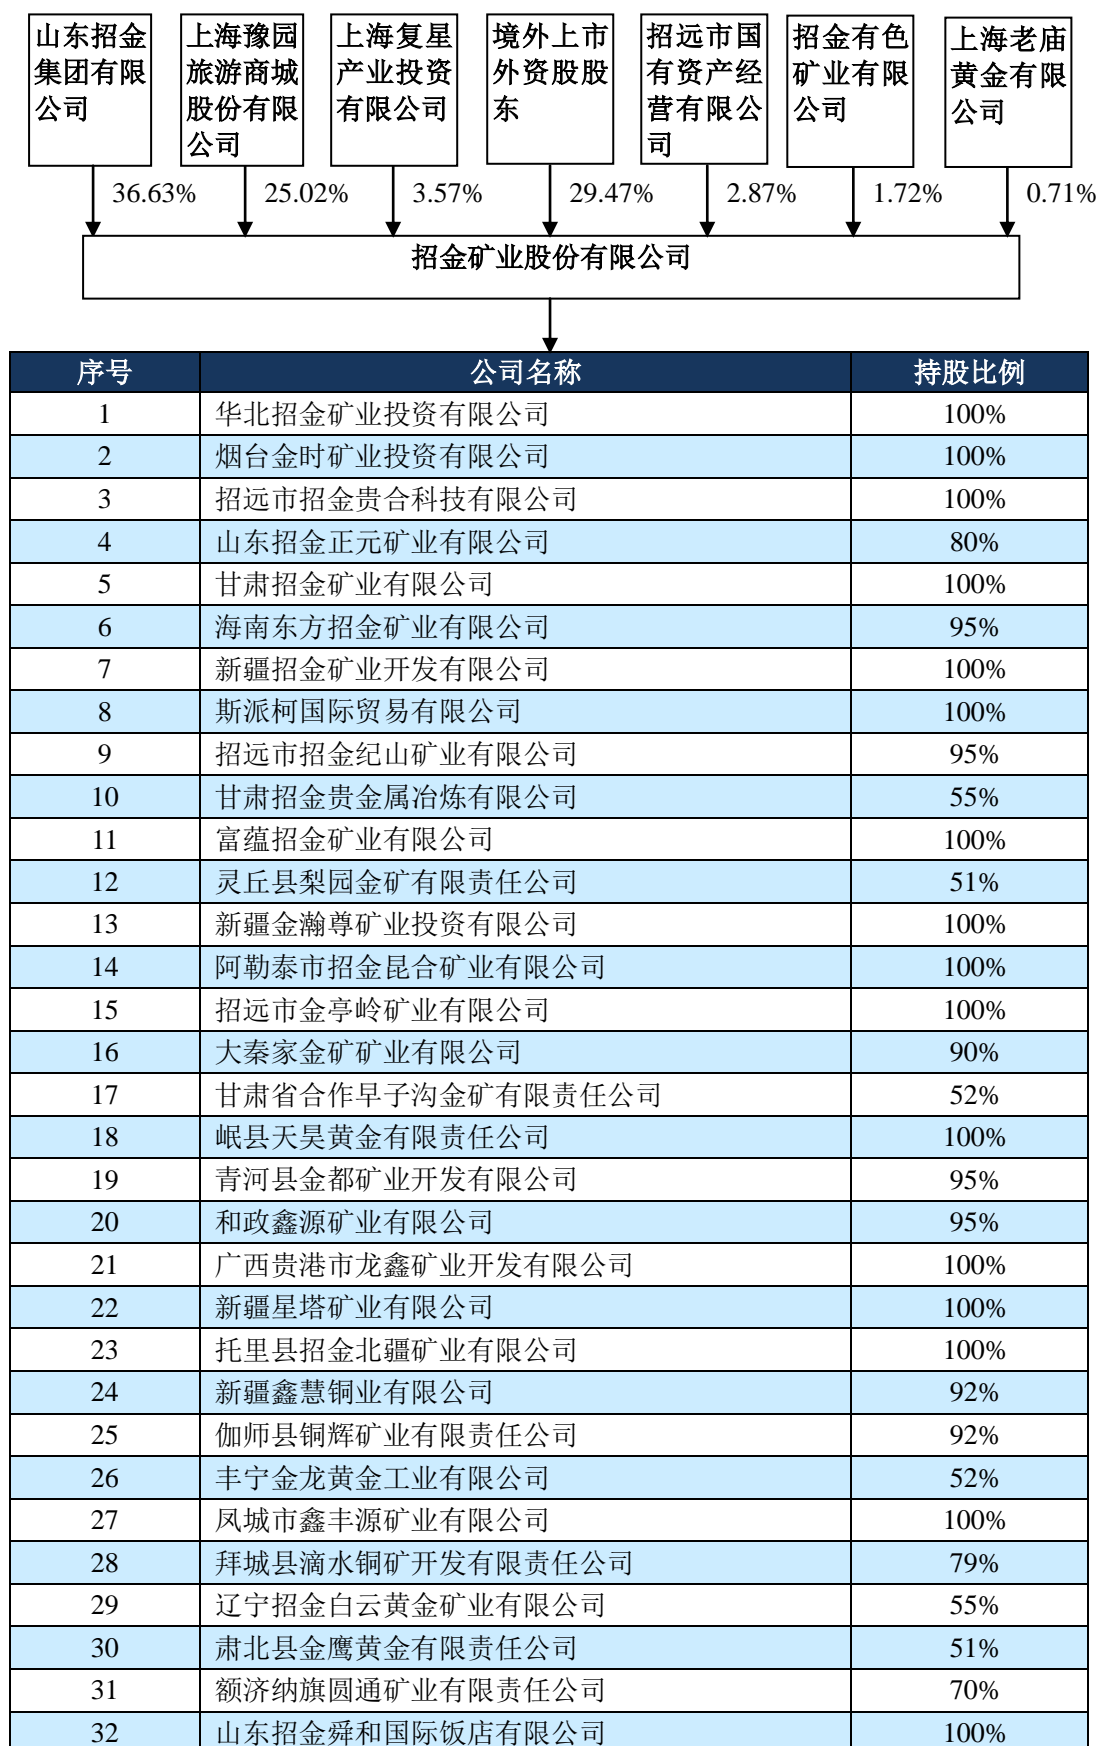 山东招金
集团有限
公司
上海豫园
旅游商城
股份有限
公司
上海复星
产业投资
有限公司
境外上市
外资股股
东
招远市国
有资产经
营有限公
司
招金有色
矿业有限
公司
上海老庙
黄金有限
公司
36.63% 25.02% 3.57% 29.47% 2.87% 1.72% 0.71%
招金矿业股份有限公司
序号 公司名称 持股比例
1 华北招金矿业投资有限公司 100%
2 烟台金时矿业投资有限公司 100%
3 招远市招金贵合科技有限公司 100%
4 山东招金正元矿业有限公司 80%
5 甘肃招金矿业有限公司 100%
6 海南东方招金矿业有限公司 95%
7 新疆招金矿业开发有限公司 100%
8 斯派柯国际贸易有限公司 100%
9 招远市招金纪山矿业有限公司 95%
10 甘肃招金贵金属冶炼有限公司 55%
11 富蕴招金矿业有限公司 100%
12 灵丘县梨园金矿有限责任公司 51%
13 新疆金瀚尊矿业投资有限公司 100%
14 阿勒泰市招金昆合矿业有限公司 100%
15 招远市金亭岭矿业有限公司 100%
16 大秦家金矿矿业有限公司 90%
17 甘肃省合作早子沟金矿有限责任公司 52%
18 岷县天昊黄金有限责任公司 100%
19 青河县金都矿业开发有限公司 95%
20 和政鑫源矿业有限公司 95%
21 广西贵港市龙鑫矿业开发有限公司 100%
22 新疆星塔矿业有限公司 100%
23 托里县招金北疆矿业有限公司 100%
24 新疆鑫慧铜业有限公司 92%
25 伽师县铜辉矿业有限责任公司 92%
26 丰宁金龙黄金工业有限公司 52%
27 凤城市鑫丰源矿业有限公司 100%
28 拜城县滴水铜矿开发有限责任公司 79%
29 辽宁招金白云黄金矿业有限公司 55%
30 肃北县金鹰黄金有限责任公司 51%
31 额济纳旗圆通矿业有限责任公司 70%
32 山东招金舜和国际饭店有限公司 100%